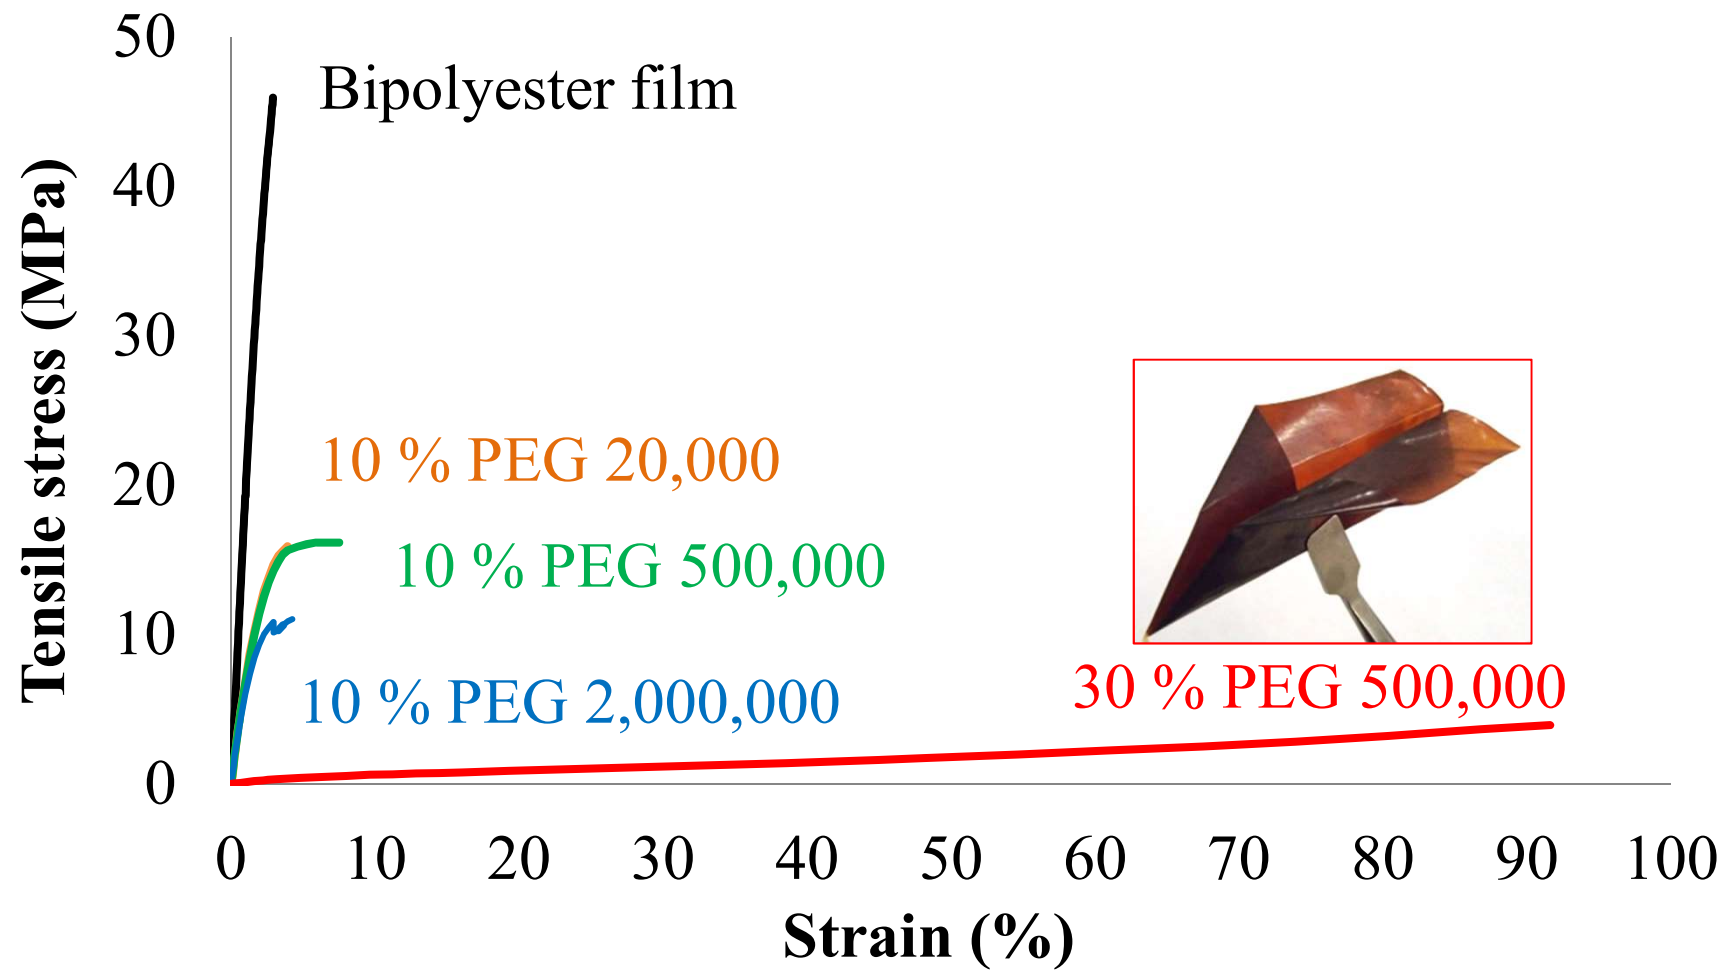 Tensile stress (MPa)
50
40
30
20
10
0
Bipolyester film
10 % PEG 20,000
10 % PEG 500,000
10 % PEG 2,000,000
30 % PEG 500,000
0 10 20 30 40 50 60 70 80 90 100
Strain (%)